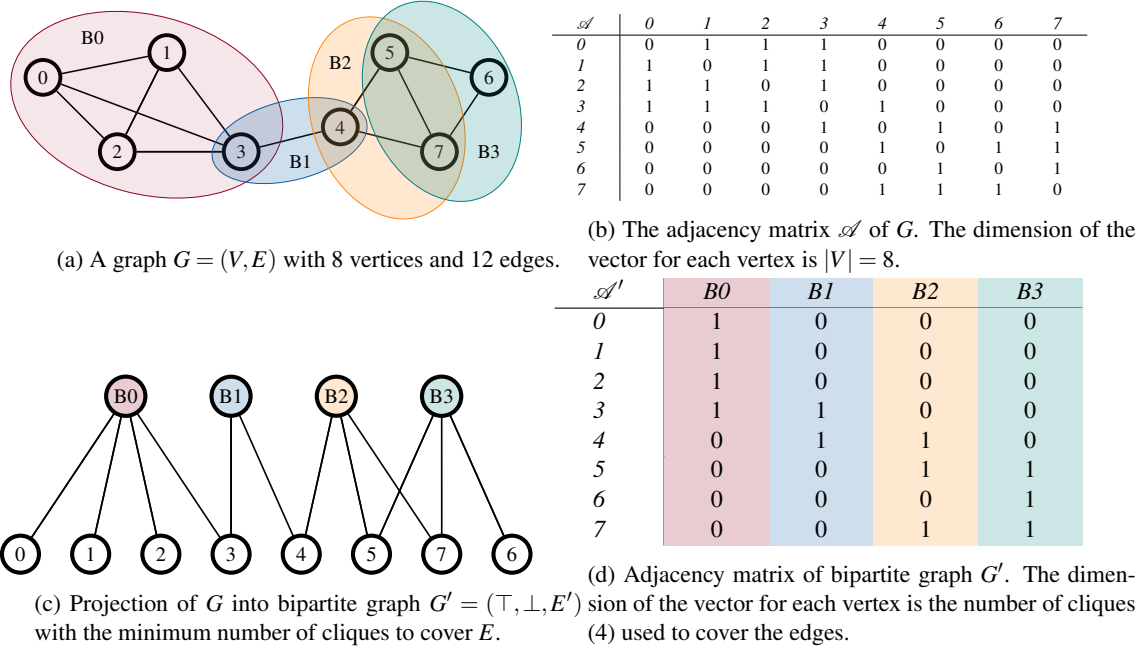 B0
1
0
2
3
B1
B2
4
5
6
7
B3
(a) A graph G = (V, E) with 8 vertices and 12 edges.
𝒜 0 1 2 3 4 5 6 7
0 0 1 1 1 0 0 0 0
1 1 0 1 1 0 0 0 0
2 1 1 0 1 0 0 0 0
3 1 1 1 0 1 0 0 0
4 0 0 0 1 0 1 0 1
5 0 0 0 0 1 0 1 1
6 0 0 0 0 0 1 0 1
7 0 0 0 0 1 1 1 0
(b) The adjacency matrix 𝒜 of G. The dimension of the
vector for each vertex is |V| = 8.
B0 B1 B2 B3
0 1 2 3 4 5 7 6
(c) Projection of G into bipartite graph G′ = (⊤, ⊥, E′)
with the minimum number of cliques to cover E.
𝒜′ B0 B1 B2 B3
0 1 0 0 0
1 1 0 0 0
2 1 0 0 0
3 1 1 0 0
4 0 1 1 0
5 0 0 1 1
6 0 0 0 1
7 0 0 1 1
(d) Adjacency matrix of bipartite graph G′. The dimen-
sion of the vector for each vertex is the number of cliques
(4) used to cover the edges.